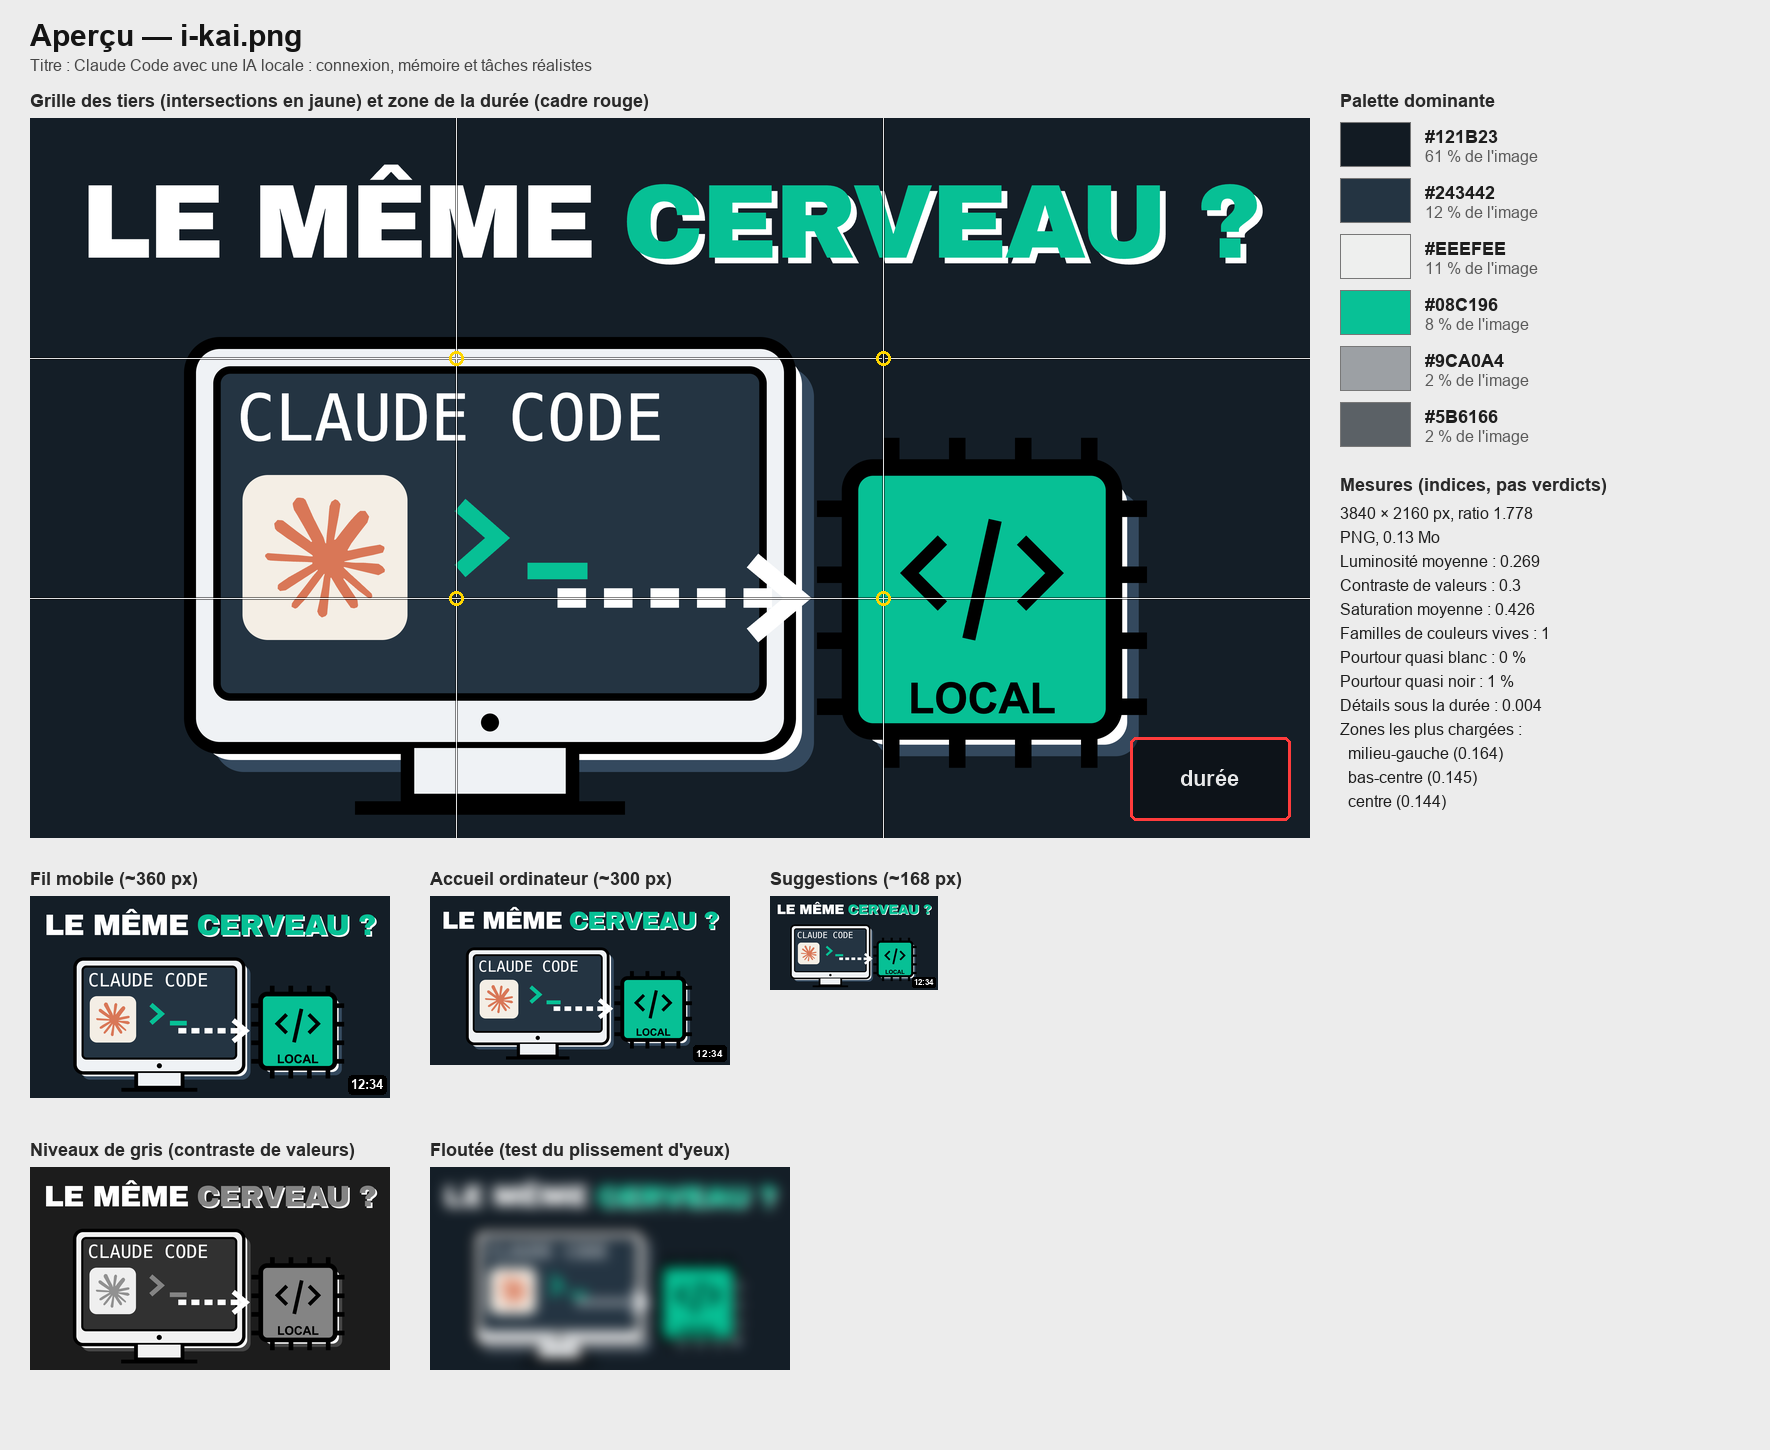 Aperçu — i-kai.png
Titre : Claude Code avec une IA locale : connexion, mémoire et tâches réalistes
Grille des tiers (intersections en jaune) et zone de la durée (cadre rouge)
LE MÊME CERVEAU ?
CLAUDE CODE
>_
</>
LOCAL
durée
Palette dominante
#121B23
61 % de l'image
#243442
12 % de l'image
#EEEFEE
11 % de l'image
#08C196
8 % de l'image
#9CA0A4
2 % de l'image
#5B6166
2 % de l'image
Mesures (indices, pas verdicts)
3840 × 2160 px, ratio 1.778
PNG, 0.13 Mo
Luminosité moyenne : 0.269
Contraste de valeurs : 0.3
Saturation moyenne : 0.426
Familles de couleurs vives : 1
Pourtour quasi blanc : 0 %
Pourtour quasi noir : 1 %
Détails sous la durée : 0.004
Zones les plus chargées :
milieu-gauche (0.164)
bas-centre (0.145)
centre (0.144)
Fil mobile (~360 px)
LE MÊME CERVEAU ?
CLAUDE CODE
>_
</>
LOCAL
12:34
Accueil ordinateur (~300 px)
LE MÊME CERVEAU ?
CLAUDE CODE
>_
</>
LOCAL
12:34
Suggestions (~168 px)
LE MÊME CERVEAU ?
CLAUDE CODE
>_
</>
LOCAL
12:34
Niveaux de gris (contraste de valeurs)
LE MÊME CERVEAU ?
CLAUDE CODE
>_
</>
LOCAL
Floutée (test du plissement d'yeux)
LE MÊME CERVEAU ?